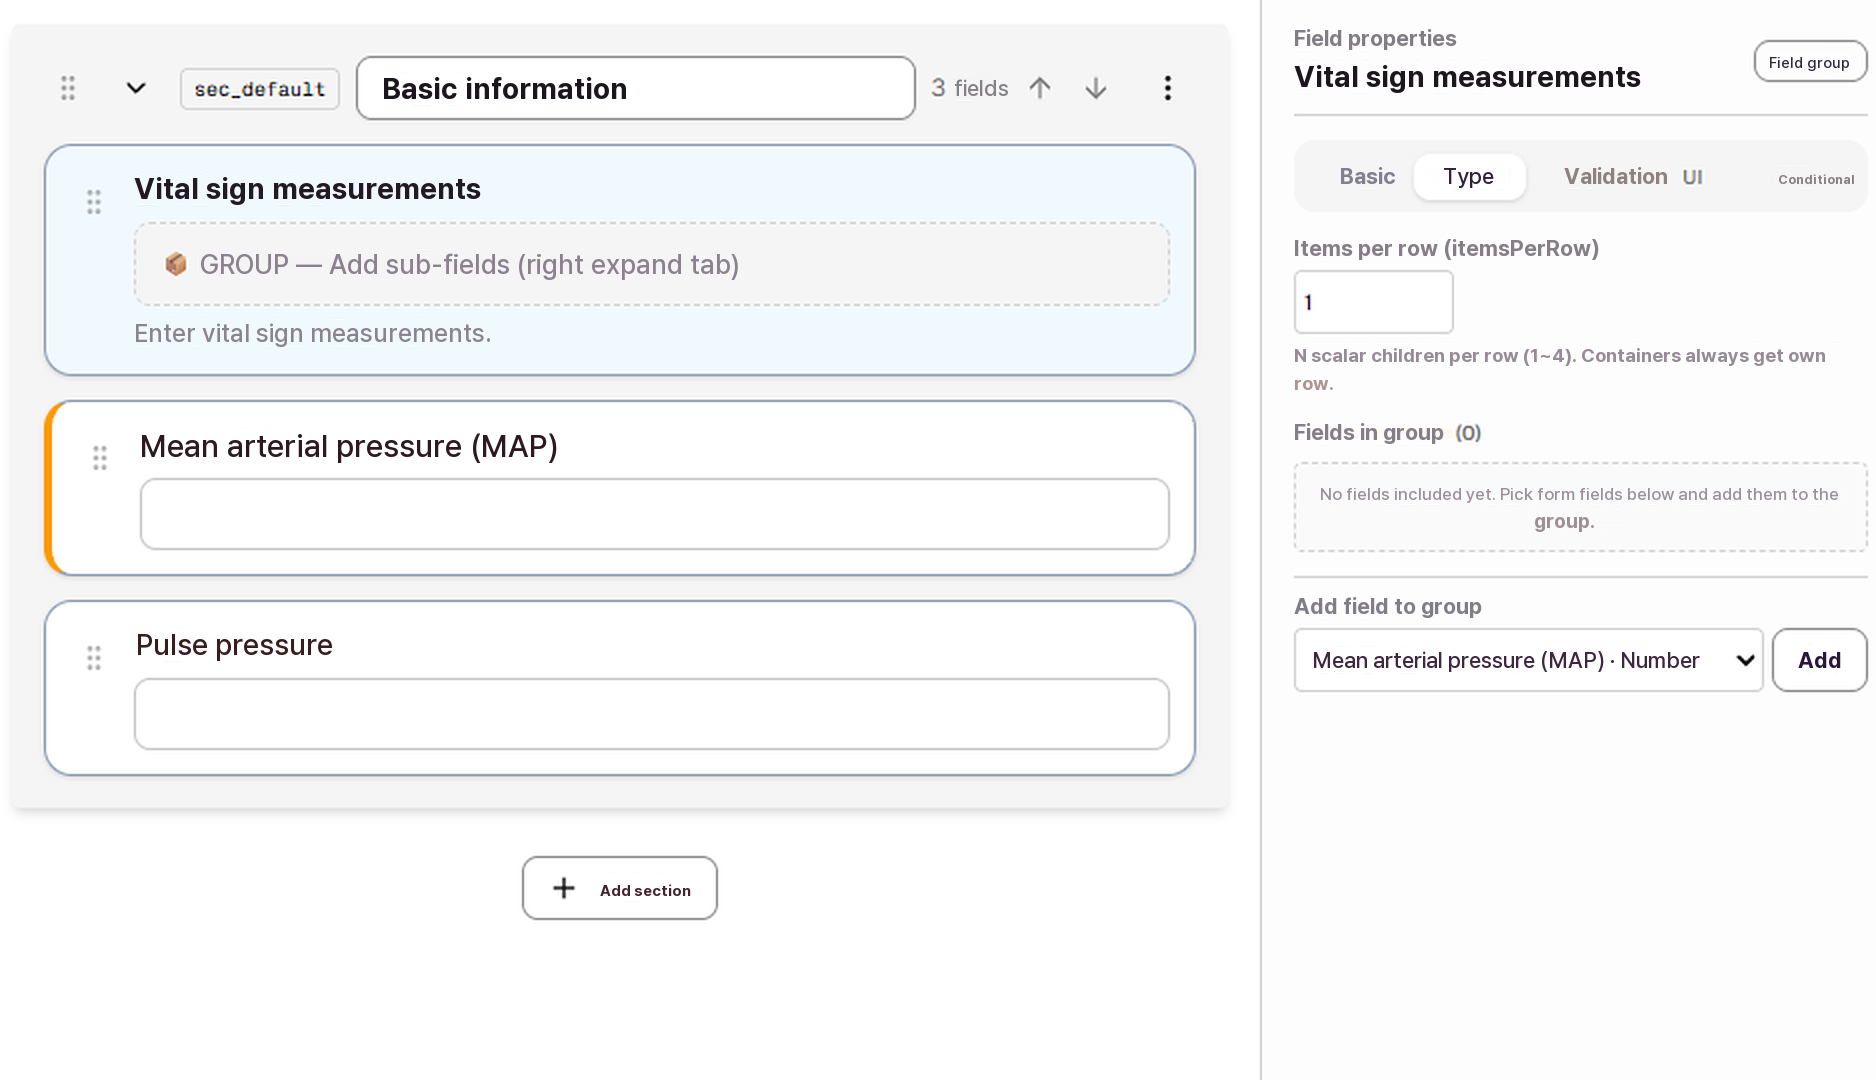 sec_default
Basic information
3 fields
Vital sign measurements
GROUP — Add sub-fields (right expand tab)
Enter vital sign measurements.
Mean arterial pressure (MAP)
Pulse pressure
Add section
Field properties
Vital sign measurements
Field group
Basic
Type
Validation
UI
Conditional
Items per row (itemsPerRow)
1
N scalar children per row (1~4). Containers always get own
row.
Fields in group (0)
No fields included yet. Pick form fields below and add them to the
group.
Add field to group
Mean arterial pressure (MAP) · Number
Add